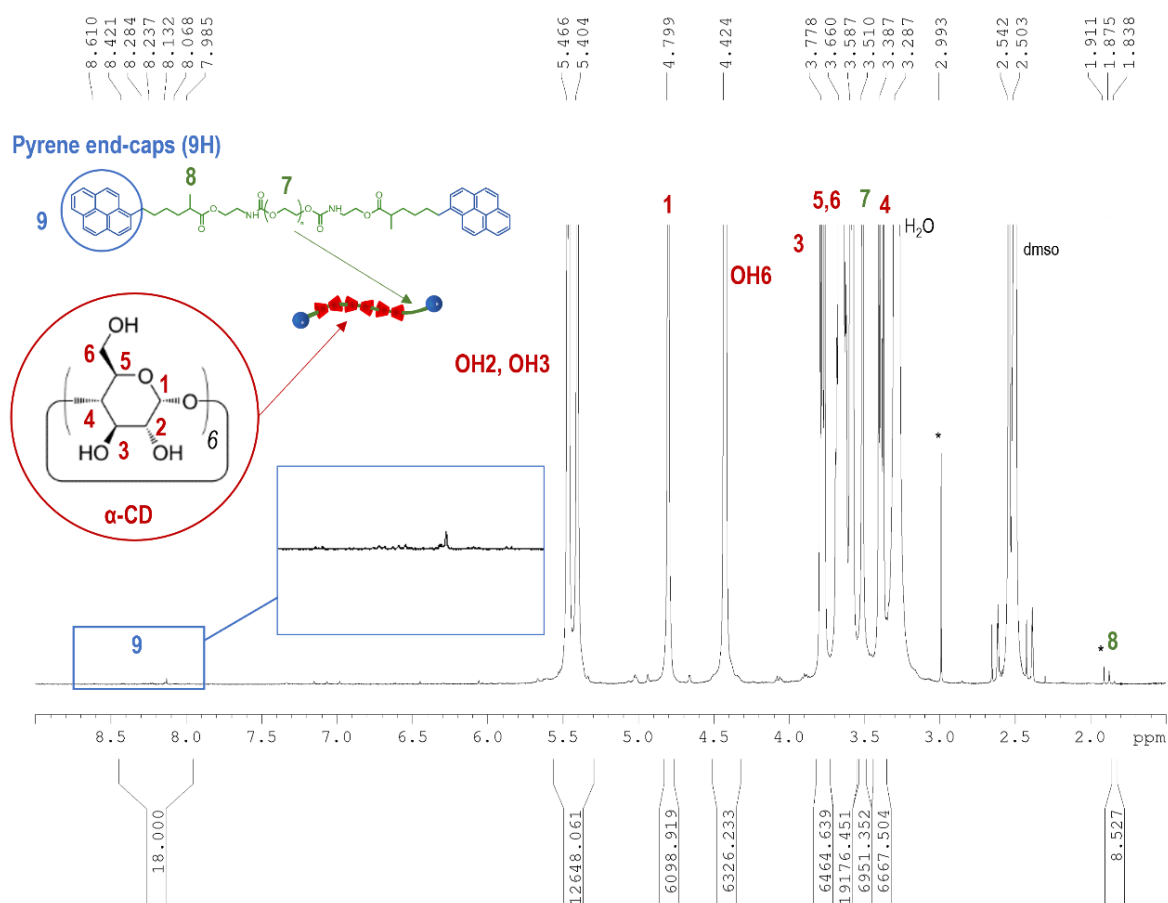 8.610
8.421
8.284
8.237
8.132
8.068
7.985
5.466
5.404
4.799
4.424
3.778
3.660
3.587
3.510
3.387
3.287
2.993
2.542
2.503
1.911
1.875
1.838
Pyrene end-caps (9H)
8
7
9
O
O
NH
O
O
O
n
O
O
NH
O
O
1
5,6
7
4
H2O
3
dmso
OH6
OH2, OH3
OH
6
5
O
1
O
4
2
3
HO
OH
6
α-CD
*
*
8
9
8.5
8.0
7.5
7.0
6.5
6.0
5.5
5.0
4.5
4.0
3.5
3.0
2.5
2.0
ppm
18.000
12648.061
6098.919
6326.233
6464.639
19176.451
6951.352
6667.504
8.527